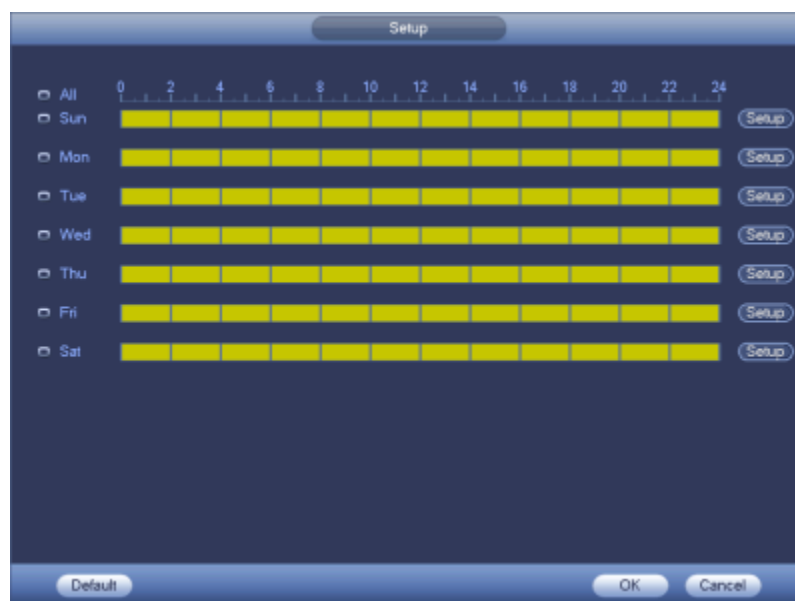 Setup
All 0 2 4 6 8 10 12 14 16 18 20 22 24
Sun Setup
Mon Setup
Tue Setup
Wed Setup
Thu Setup
Fri Setup
Sat Setup
Default OK Cancel